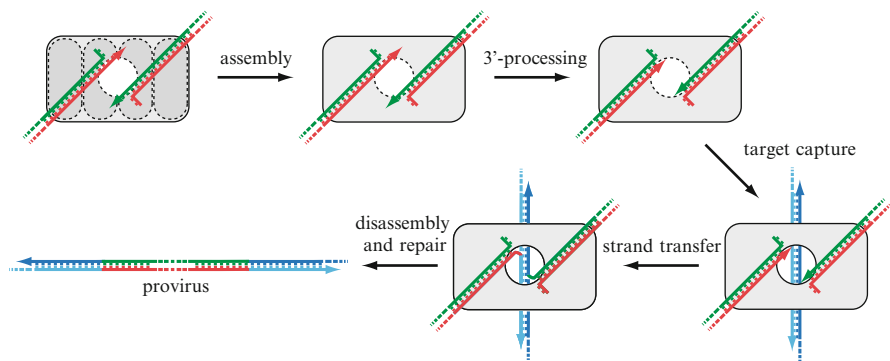 assembly
3'-processing
target capture
strand transfer
disassembly
and repair
provirus